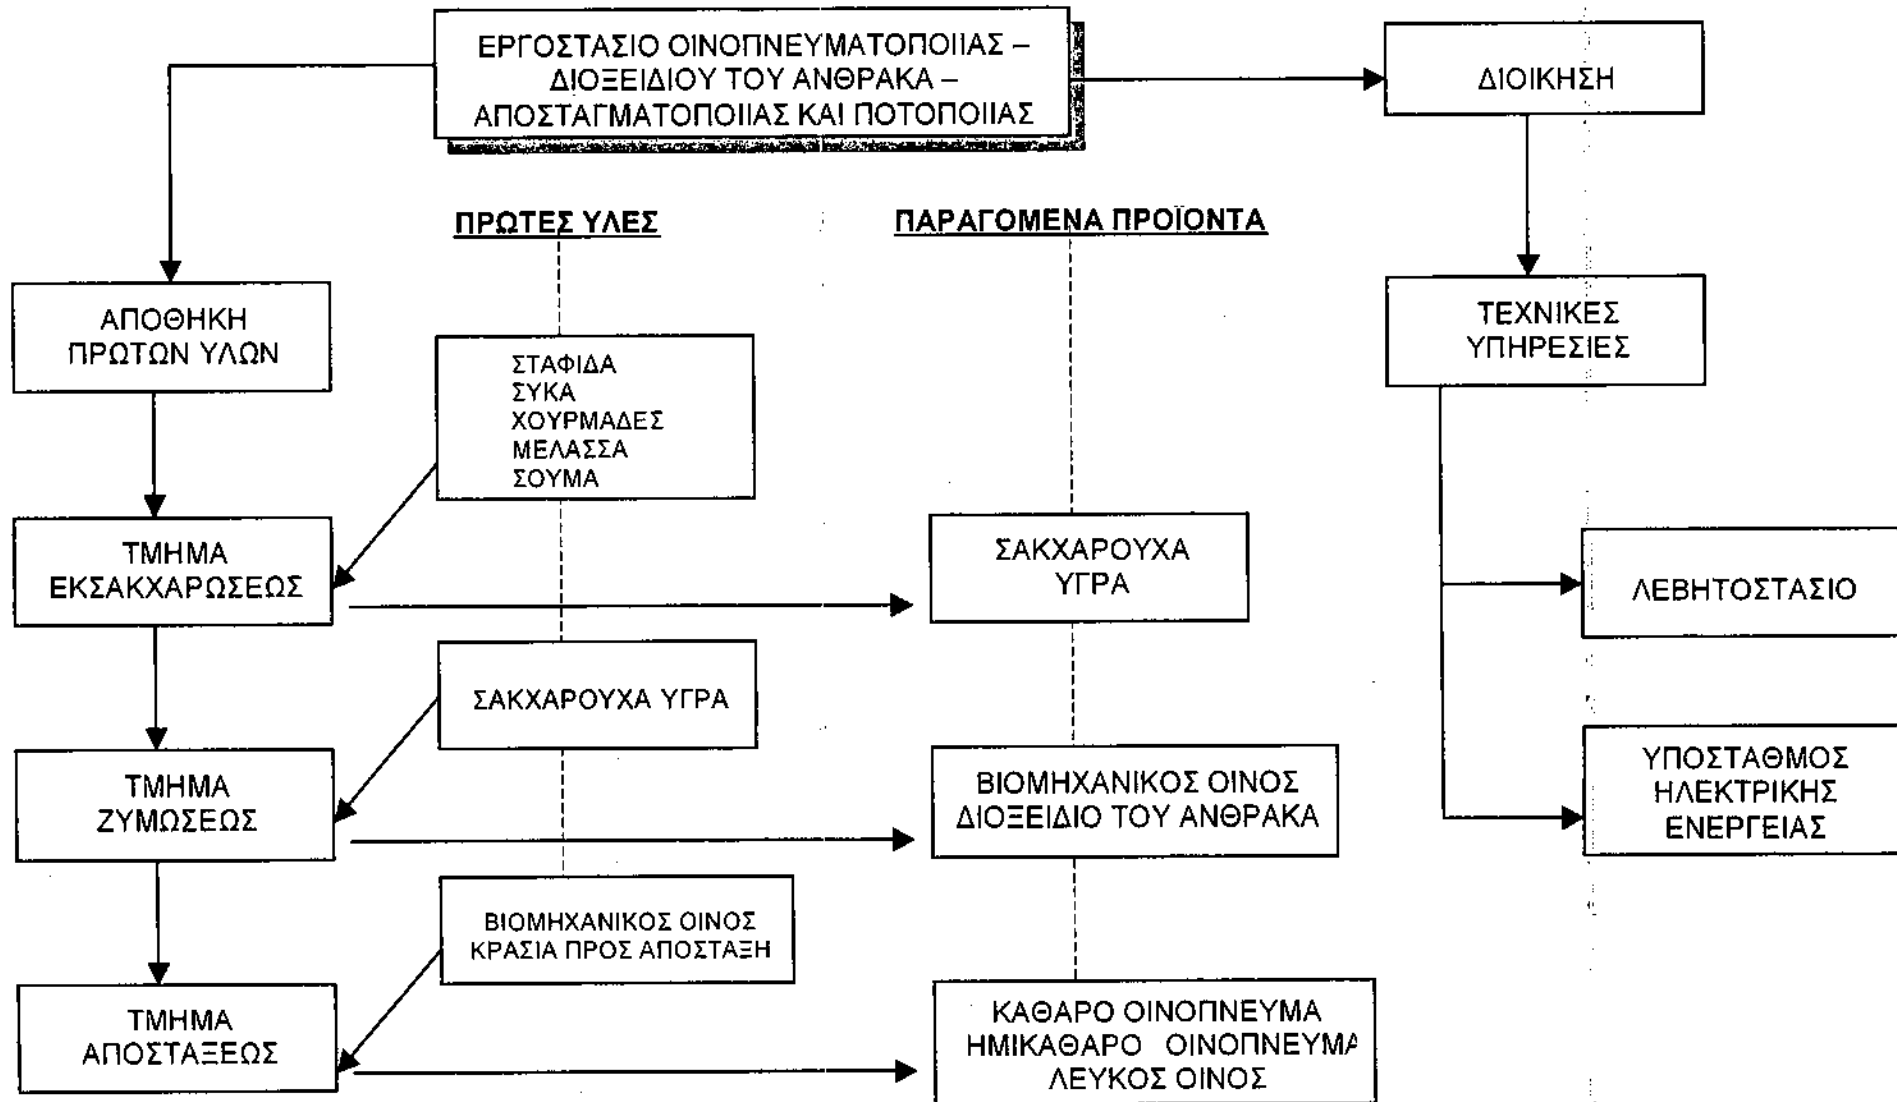 ΕΡΓΟΣΤΑΣΙΟ ΟΙΝΟΠΝΕΥΜΑΤΟΠΟΙΙΑΣ –
ΔΙΟΞΕΙΔΙΟΥ ΤΟΥ ΑΝΘΡΑΚΑ –
ΑΠΟΣΤΑΓΜΑΤΟΠΟΙΙΑΣ ΚΑΙ ΠΟΤΟΠΟΙΙΑΣ
ΔΙΟΙΚΗΣΗ
ΠΡΩΤΕΣ ΥΛΕΣ
ΠΑΡΑΓΟΜΕΝΑ ΠΡΟΪΟΝΤΑ
ΑΠΟΘΗΚΗ
ΠΡΩΤΩΝ ΥΛΩΝ
ΤΕΧΝΙΚΕΣ
ΥΠΗΡΕΣΙΕΣ
ΣΤΑΦΙΔΑ
ΣΥΚΑ
ΧΟΥΡΜΑΔΕΣ
ΜΕΛΑΣΣΑ
ΣΟΥΜΑ
ΤΜΗΜΑ
ΕΚΣΑΚΧΑΡΩΣΕΩΣ
ΣΑΚΧΑΡΟΥΧΑ
ΥΓΡΑ
ΛΕΒΗΤΟΣΤΑΣΙΟ
ΣΑΚΧΑΡΟΥΧΑ ΥΓΡΑ
ΤΜΗΜΑ
ΖΥΜΩΣΕΩΣ
ΒΙΟΜΗΧΑΝΙΚΟΣ ΟΙΝΟΣ
ΔΙΟΞΕΙΔΙΟ ΤΟΥ ΑΝΘΡΑΚΑ
ΥΠΟΣΤΑΘΜΟΣ
ΗΛΕΚΤΡΙΚΗΣ
ΕΝΕΡΓΕΙΑΣ
ΒΙΟΜΗΧΑΝΙΚΟΣ ΟΙΝΟΣ
ΚΡΑΣΙΑ ΠΡΟΣ ΑΠΟΣΤΑΞΗ
ΤΜΗΜΑ
ΑΠΟΣΤΑΞΕΩΣ
ΚΑΘΑΡΟ ΟΙΝΟΠΝΕΥΜΑ
ΗΜΙΚΑΘΑΡΟ ΟΙΝΟΠΝΕΥΜΑ
ΛΕΥΚΟΣ ΟΙΝΟΣ